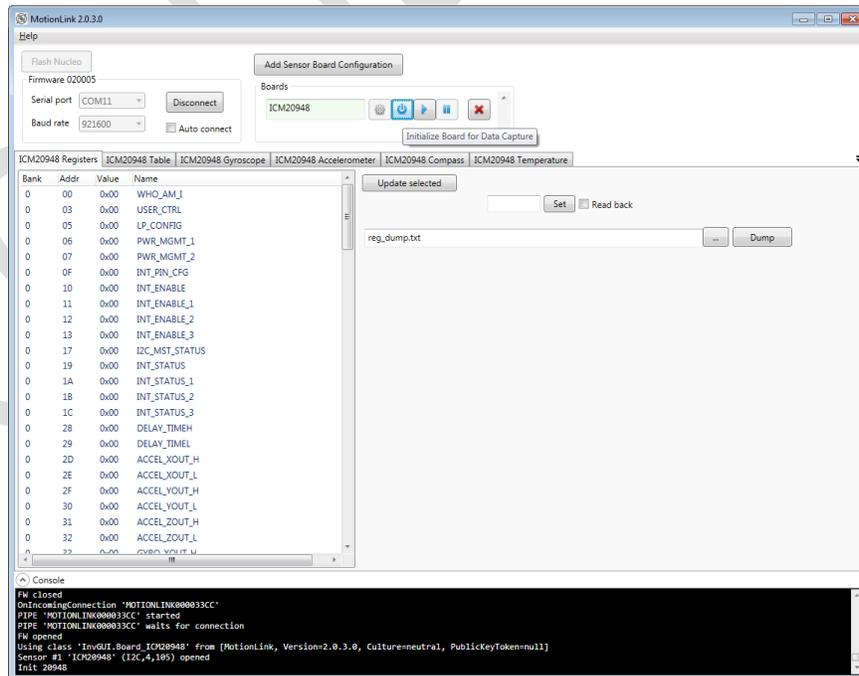 MotionLink 2.0.3.0
Help
Flash Nucleo
Add Sensor Board Configuration
Firmware 020005
Serial port COM11 Disconnect
Baud rate 921600 Auto connect
Boards
ICM20948
Initialize Board for Data Capture
ICM20948 Registers ICM20948 Table ICM20948 Gyroscope ICM20948 Accelerometer ICM20948 Compass ICM20948 Temperature
Bank Addr Value Name
0 00 0x00 WHO_AM_I
0 03 0x00 USER_CTRL
0 05 0x00 LP_CONFIG
0 06 0x00 PWR_MGMT_1
0 07 0x00 PWR_MGMT_2
0 0F 0x00 INT_PIN_CFG
0 10 0x00 INT_ENABLE
0 11 0x00 INT_ENABLE_1
0 12 0x00 INT_ENABLE_2
0 13 0x00 INT_ENABLE_3
0 17 0x00 I2C_MST_STATUS
0 19 0x00 INT_STATUS
0 1A 0x00 INT_STATUS_1
0 1B 0x00 INT_STATUS_2
0 1C 0x00 INT_STATUS_3
0 28 0x00 DELAY_TIMEH
0 29 0x00 DELAY_TIMEL
0 2D 0x00 ACCEL_XOUT_H
0 2E 0x00 ACCEL_XOUT_L
0 2F 0x00 ACCEL_YOUT_H
0 30 0x00 ACCEL_YOUT_L
0 31 0x00 ACCEL_ZOUT_H
0 32 0x00 ACCEL_ZOUT_L
0 33 0x00 GYRO_XOUT_H
Update selected
Set Read back
reg_dump.txt ... Dump
Console
FW closed
OnIncomingConnection 'MOTIONLINK000033CC'
PIPE 'MOTIONLINK000033CC' started
PIPE 'MOTIONLINK000033CC' waits for connection
FW opened
Using class 'InvGUI.Board_ICM20948' from [MotionLink, Version=2.0.3.0, Culture=neutral, PublicKeyToken=null]
Sensor #1 'ICM20948' (I2C,4,105) opened
Init 20948